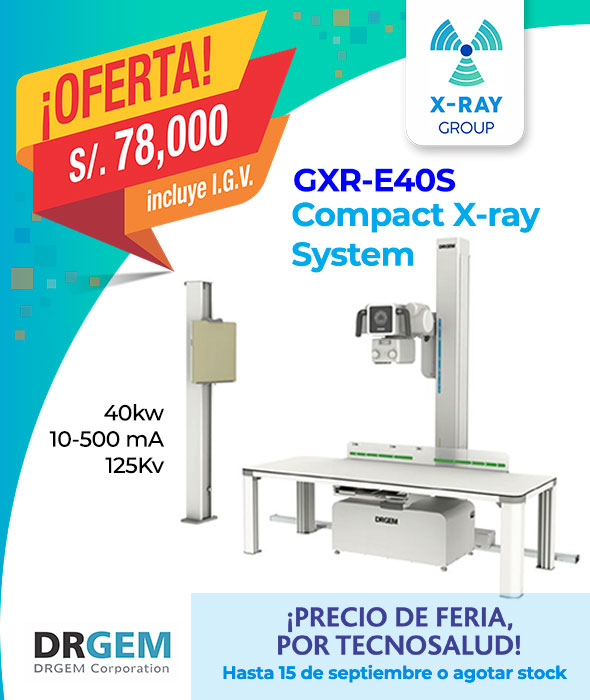 ¡OFERTA!
S/. 78,000
incluye I.G.V.
X-RAY
GROUP
GXR-E40S
Compact X-ray
System
DRGEM
40kw
10-500 mA
125Kv
DRGEM
DRGEM
DRGEM Corporation
¡PRECIO DE FERIA,
POR TECNOSALUD!
Hasta 15 de septiembre o agotar stock